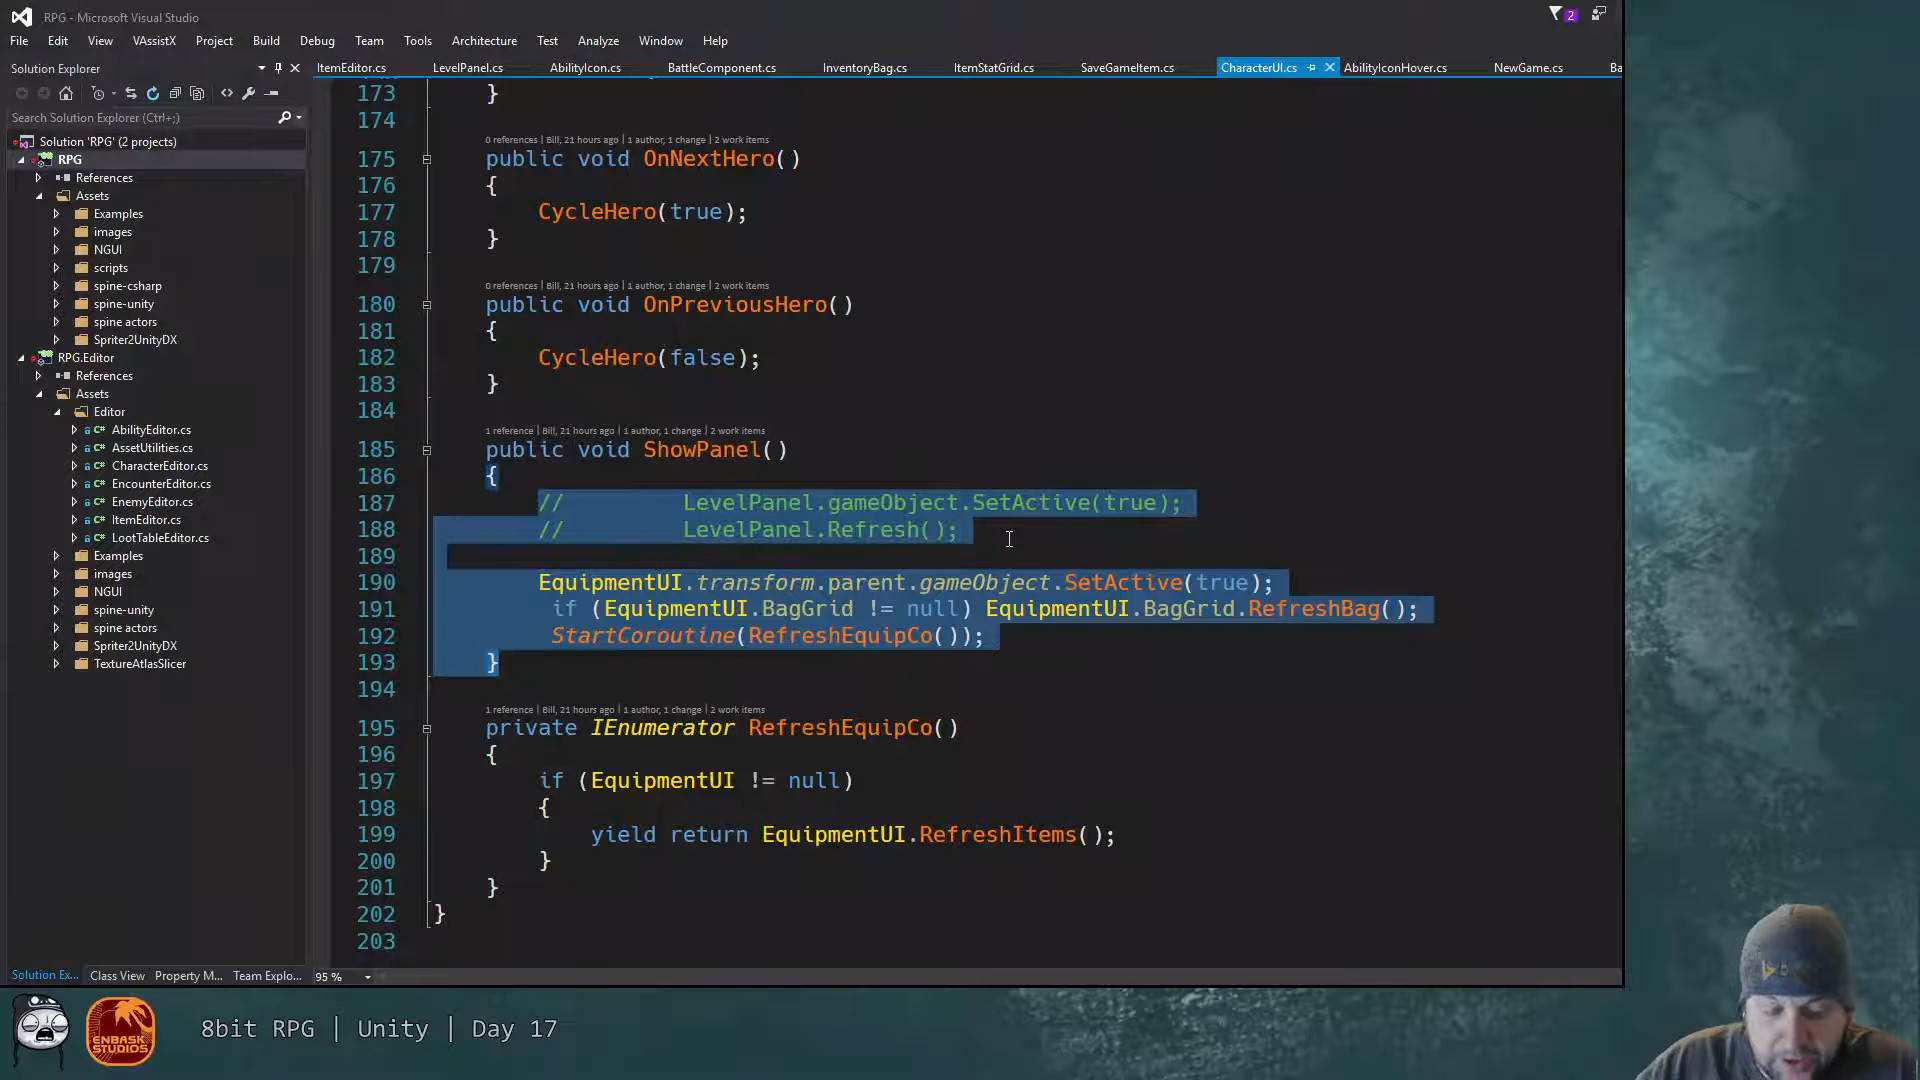 RPG - Microsoft Visual Studio
2
File Edit View VAssistX Project Build Debug Team Tools Architecture Test Analyze Window Help
Solution Explorer
ItemEditor.cs LevelPanel.cs AbilityIcon.cs BattleComponent.cs InventoryBag.cs ItemStatGrid.cs SaveGameItem.cs CharacterUI.cs AbilityIconHover.cs NewGame.cs Ba
Search Solution Explorer (Ctrl+;)
Solution 'RPG' (2 projects)
RPG
References
Assets
Examples
images
NGUI
scripts
spine-csharp
spine-unity
spine actors
Spriter2UnityDX
RPG.Editor
References
Assets
Editor
AbilityEditor.cs
AssetUtilities.cs
CharacterEditor.cs
EncounterEditor.cs
EnemyEditor.cs
ItemEditor.cs
LootTableEditor.cs
Examples
images
NGUI
spine-unity
spine actors
Spriter2UnityDX
TextureAtlasSlicer
Solution Ex... Class View Property M... Team Explo...
173 }
174
0 references | Bill, 21 hours ago | 1 author, 1 change | 2 work items
175 public void OnNextHero()
176 {
177 CycleHero(true);
178 }
179
0 references | Bill, 21 hours ago | 1 author, 1 change | 2 work items
180 public void OnPreviousHero()
181 {
182 CycleHero(false);
183 }
184
1 reference | Bill, 21 hours ago | 1 author, 1 change | 2 work items
185 public void ShowPanel()
186 {
187 // LevelPanel.gameObject.SetActive(true);
188 // LevelPanel.Refresh();
189
190 EquipmentUI.transform.parent.gameObject.SetActive(true);
191 if (EquipmentUI.BagGrid != null) EquipmentUI.BagGrid.RefreshBag();
192 StartCoroutine(RefreshEquipCo());
193 }
194
1 reference | Bill, 21 hours ago | 1 author, 1 change | 2 work items
195 private IEnumerator RefreshEquipCo()
196 {
197 if (EquipmentUI != null)
198 {
199 yield return EquipmentUI.RefreshItems();
200 }
201 }
202 }
203
95 %
ENBASK STUDIOS
8bit RPG | Unity | Day 17